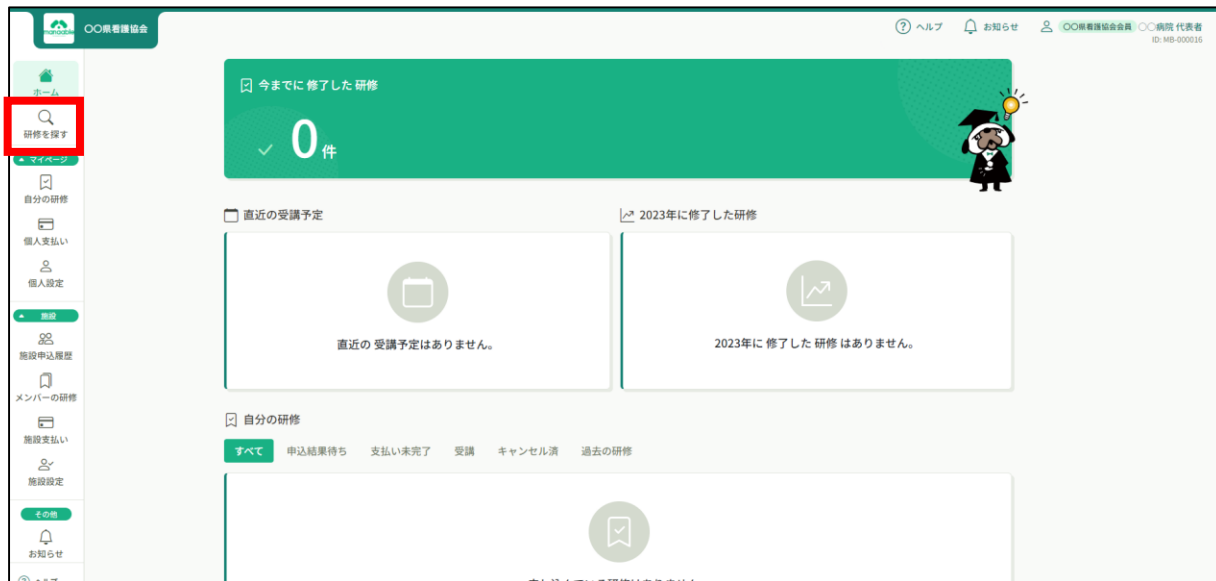 manaable
〇〇県看護協会
? ヘルプ
お知らせ
〇〇県看護協会会員 〇〇病院 代表者
ID: MB-000016
ホーム
研修を探す
マイページ
自分の研修
個人支払い
個人設定
施設
施設申込履歴
メンバーの研修
施設支払い
施設設定
その他
お知らせ
? ヘルプ
今までに 修了した 研修
0 件
直近の受講予定
2023年に修了した研修
直近の 受講予定はありません。
2023年に 修了した 研修 はありません。
自分の研修
すべて 申込結果待ち 支払い未完了 受講 キャンセル済 過去の研修